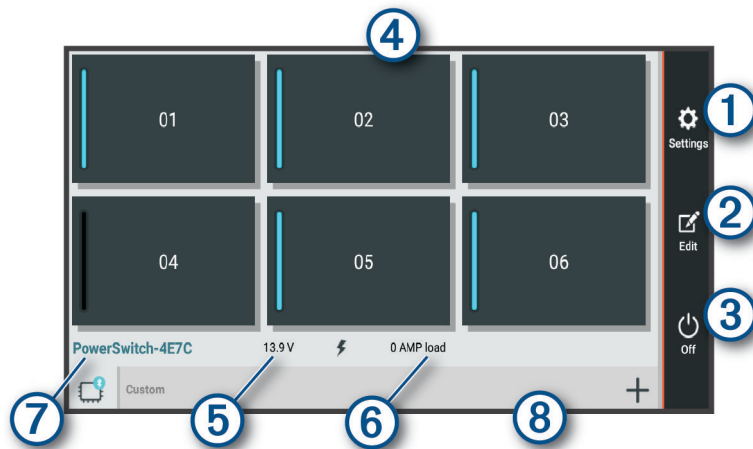 4
01 02 03
1
Settings
2
Edit
04 05 06
3
Off
PowerSwitch-4E7C 13.9 V 0 AMP load
Custom +
7 5 6 8